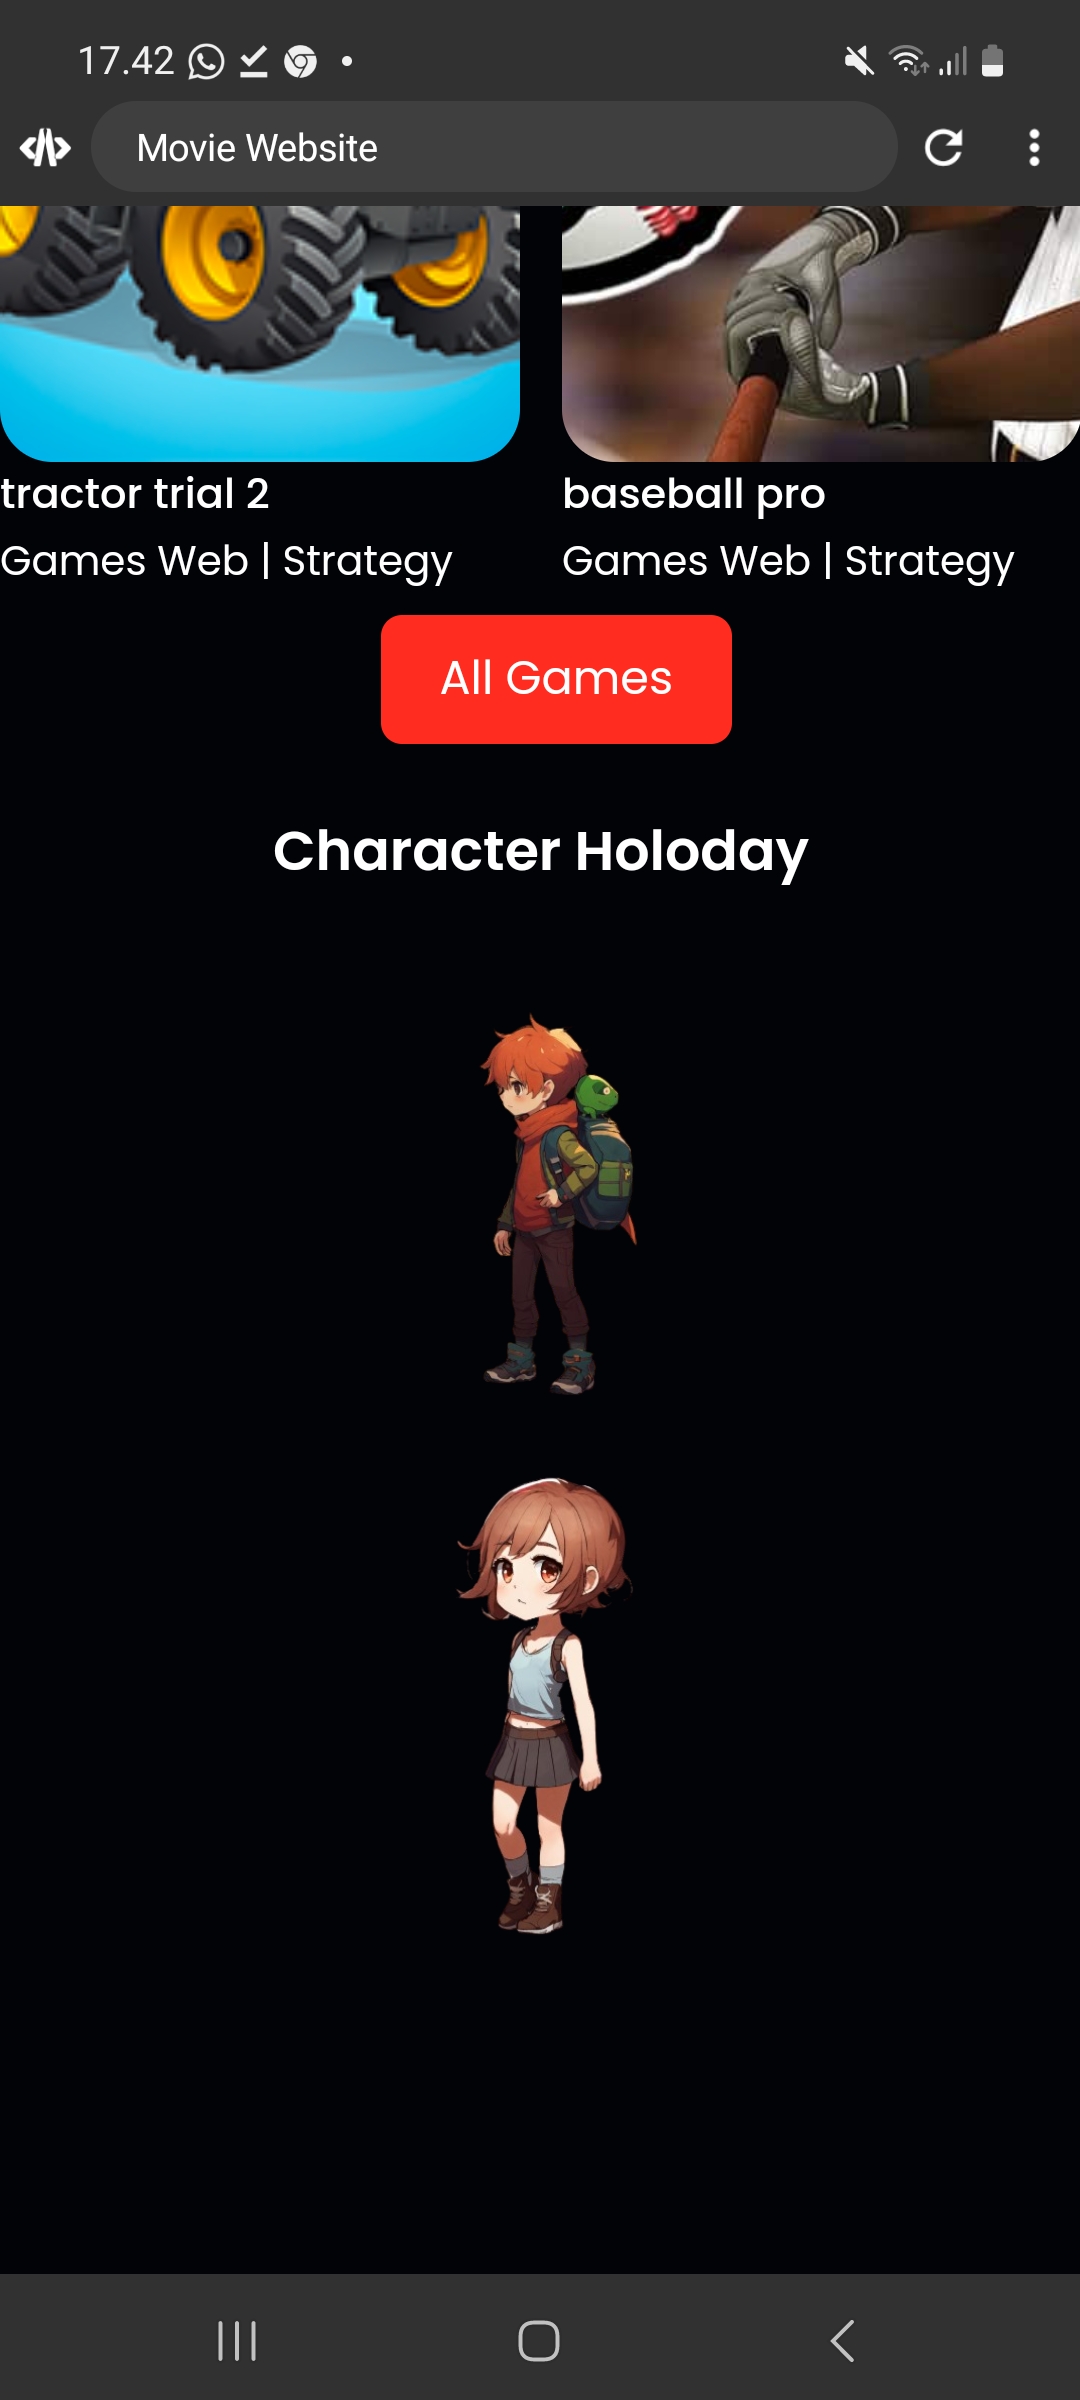 17.42
Movie Website
tractor trial 2
Games Web | Strategy
baseball pro
Games Web | Strategy
All Games
Character Holoday